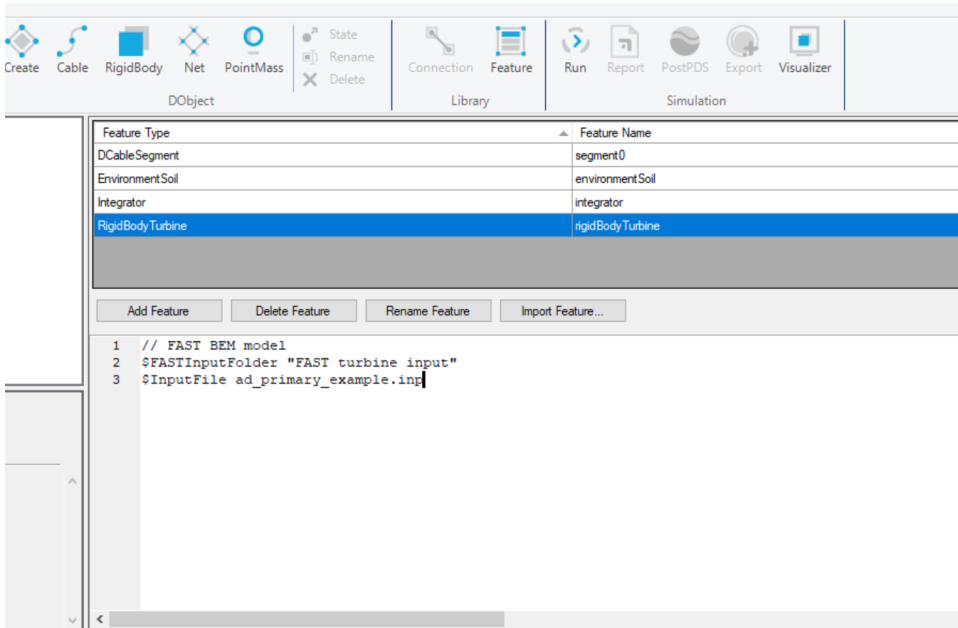 State
Rename
Delete
Create Cable RigidBody Net PointMass
Connection Feature
Run Report PostPDS Export Visualizer
DObject
Library
Simulation
Feature Type Feature Name
DCableSegment segment0
EnvironmentSoil environmentSoil
Integrator integrator
RigidBodyTurbine rigidBodyTurbine
Add Feature Delete Feature Rename Feature Import Feature...
1 // FAST BEM model
2 $FASTInputFolder "FAST turbine input"
3 $InputFile ad_primary_example.inp